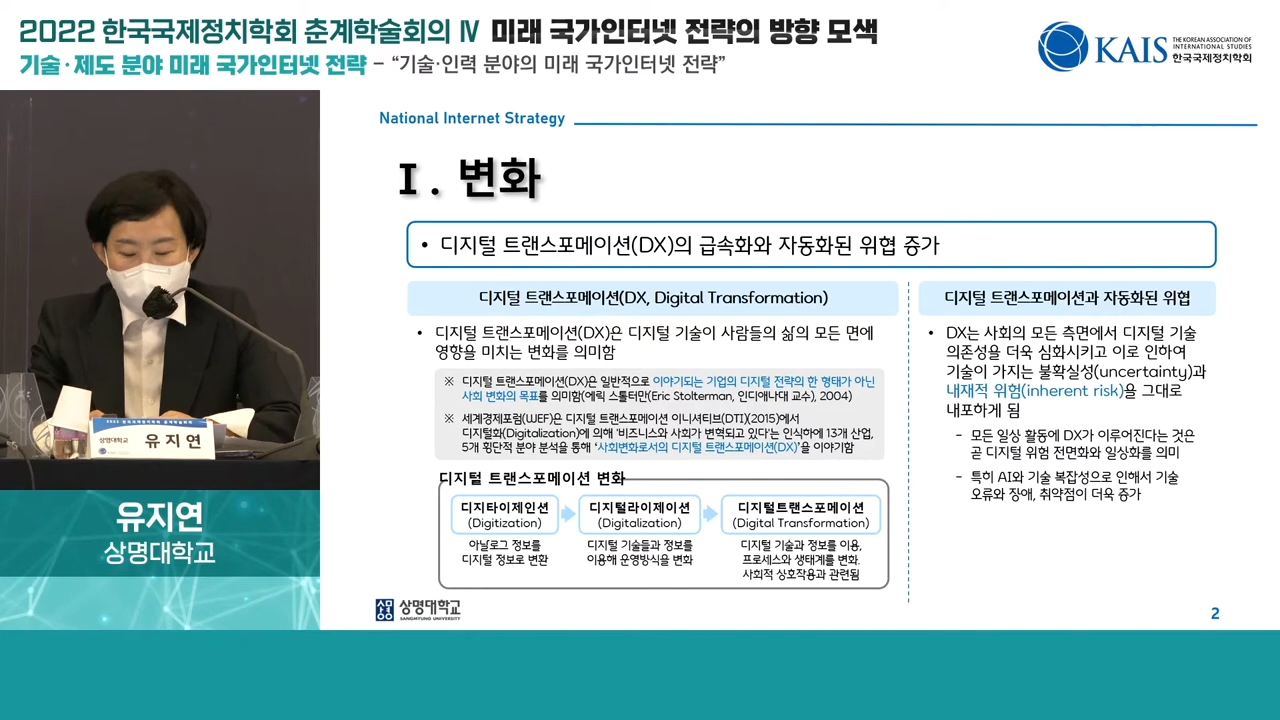 2022 한국국제정치학회 춘계학술회의 Ⅳ 미래 국가인터넷 전략의 방향 모색
기술·제도 분야 미래 국가인터넷 전략 – “기술·인력 분야의 미래 국가인터넷 전략”
KAIS
THE KOREAN ASSOCIATION OF
INTERNATIONAL STUDIES
한국국제정치학회
National Internet Strategy
Ⅰ. 변화
• 디지털 트랜스포메이션(DX)의 급속화와 자동화된 위협 증가
디지털 트랜스포메이션(DX, Digital Transformation)
• 디지털 트랜스포메이션(DX)은 디지털 기술이 사람들의 삶의 모든 면에
영향을 미치는 변화를 의미함
※ 디지털 트랜스포메이션(DX)은 일반적으로 이야기되는 기업의 디지털 전략의 한 형태가 아닌
사회 변화의 목표를 의미함(에릭 스톨터만(Eric Stolterman, 인디애나대 교수), 2004)
※ 세계경제포럼(WEF)은 디지털 트랜스포메이션 이니셔티브(DTI)(2015)에서
디지털화(Digitalization)에 의해 '비즈니스와 사회가 변혁되고 있다'는 인식하에 13개 산업,
5개 횡단적 분야 분석을 통해 '사회변화로서의 디지털 트랜스포메이션(DX)'을 이야기함
디지털 트랜스포메이션 변화
디지타이제인션
(Digitization)
디지털라이제이션
(Digitalization)
디지털트랜스포메이션
(Digital Transformation)
아날로그 정보를
디지털 정보로 변환
디지털 기술들과 정보를
이용해 운영방식을 변화
디지털 기술과 정보를 이용,
프로세스와 생태계를 변화.
사회적 상호작용과 관련됨
디지털 트랜스포메이션과 자동화된 위협
• DX는 사회의 모든 측면에서 디지털 기술
의존성을 더욱 심화시키고 이로 인하여
기술이 가지는 불확실성(uncertainty)과
내재적 위험(inherent risk)을 그대로
내포하게 됨
– 모든 일상 활동에 DX가 이루어진다는 것은
곧 디지털 위험 전면화와 일상화를 의미
– 특히 AI와 기술 복잡성으로 인해서 기술
오류와 장애, 취약점이 더욱 증가
상명대학교
SANGMYUNG UNIVERSITY
2
상명대학교 유지연
유지연
상명대학교